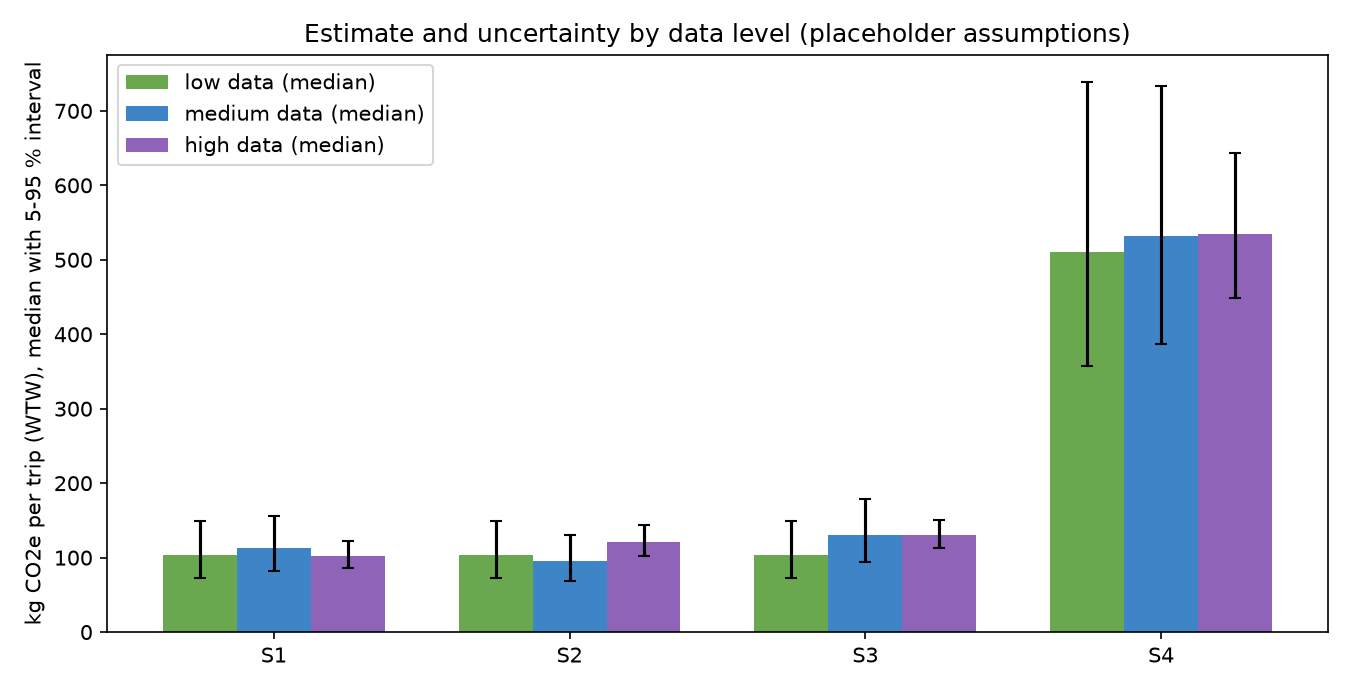 Estimate and uncertainty by data level (placeholder assumptions)
low data (median)
medium data (median)
high data (median)
kg CO2e per trip (WTW), median with 5-95 % interval
700
600
500
400
300
200
100
0
S1
S2
S3
S4